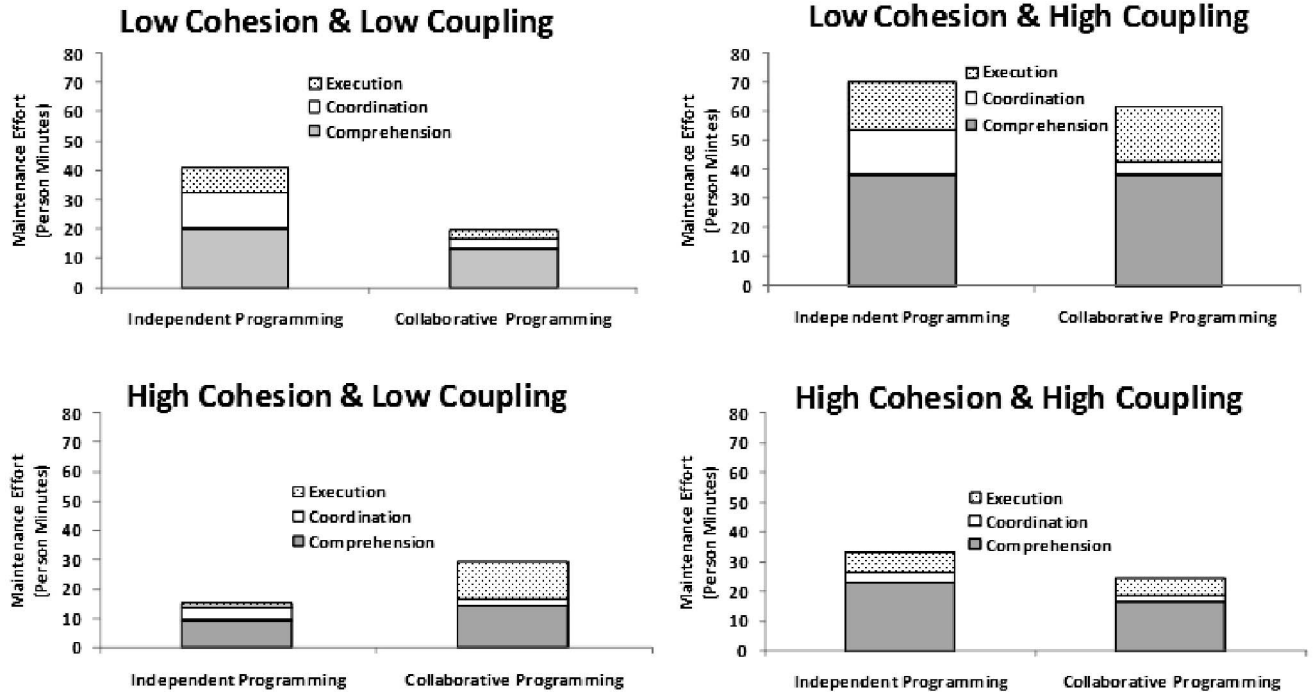 Low Cohesion & Low Coupling
Maintenance Effort
(Person Minutes)
80
70
60
50
40
30
20
10
0
Execution
Coordination
Comprehension
Independent Programming
Collaborative Programming
Low Cohesion & High Coupling
Maintenance Effort
(Person Mintes)
80
70
60
50
40
30
20
10
0
Execution
Coordination
Comprehension
Independent Programming
Collaborative Programming
High Cohesion & Low Coupling
Maintenance Effort
(Person Minutes)
80
70
60
50
40
30
20
10
0
Execution
Coordination
Comprehension
Independent Programming
Collaborative Programming
High Cohesion & High Coupling
Maintenance Effort
(Person Minutes)
80
70
60
50
40
30
20
10
0
Execution
Coordination
Comprehension
Independent Programming
Collaborative Programming